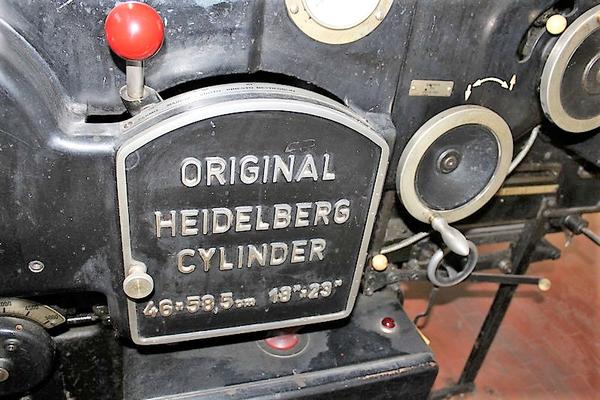 ORIGINAL
HEIDELBERG
CYLINDER
46×58,5cm 18"×23"